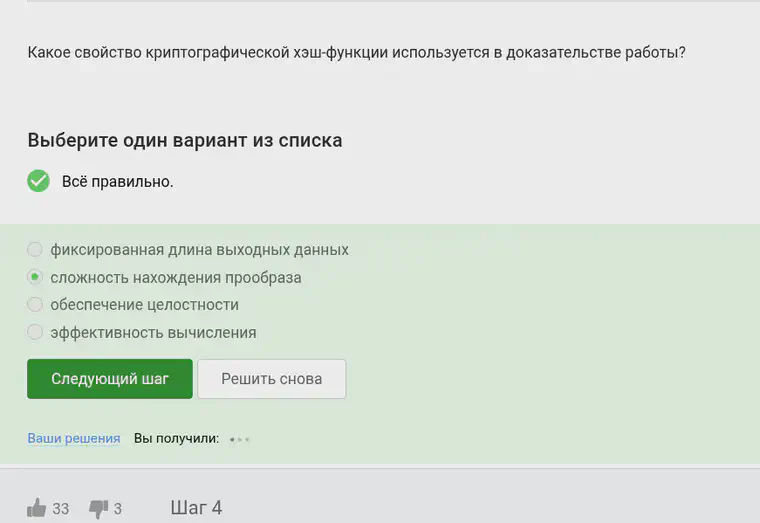 Какое свойство криптографической хэш-функции используется в доказательстве работы?
Выберите один вариант из списка
Всё правильно.
фиксированная длина выходных данных
сложность нахождения прообраза
обеспечение целостности
эффективность вычисления
Следующий шаг Решить снова
Ваши решения Вы получили:
33 3 Шаг 4